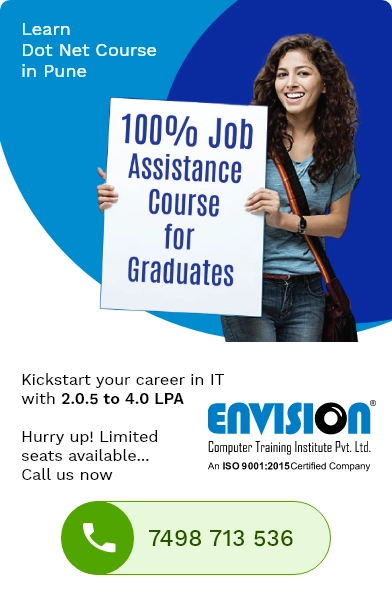 Learn
Dot Net Course
in Pune
100% Job
Assistance
Course
for
Graduates
Kickstart your career in IT
with 2.0.5 to 4.0 LPA
Hurry up! Limited
seats available...
Call us now
ENVISION®
Computer Training Institute Pvt. Ltd.
An ISO 9001:2015 Certified Company
7498 713 536